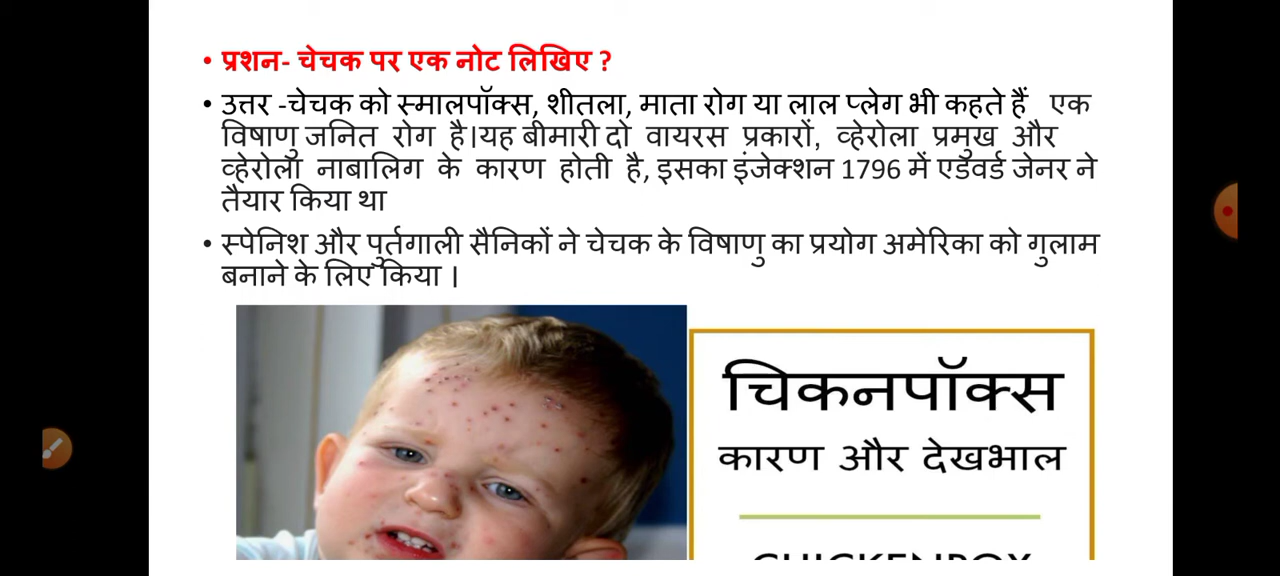 • प्रशन- चेचक पर एक नोट लिखिए ?
• उत्तर -चेचक को स्मालपॉक्स, शीतला, माता रोग या लाल प्लेग भी कहते हैं एक
विषाणु जनित रोग है।यह बीमारी दो वायरस प्रकारों, व्हेरोला प्रमुख और
व्हेरोला नाबालिग के कारण होती है, इसका इंजेक्शन 1796 में एडवर्ड जेनर ने
तैयार किया था
• स्पेनिश और पुर्तगाली सैनिकों ने चेचक के विषाणु का प्रयोग अमेरिका को गुलाम
बनाने के लिए किया ।
चिकनपॉक्स
कारण और देखभाल
CHICKENPOX